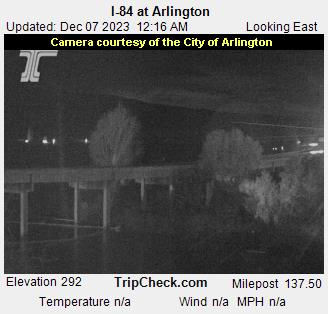 I-84 at Arlington
Updated: Dec 07 2023 12:16 AM Looking East
Camera courtesy of the City of Arlington
Elevation 292 TripCheck.com Milepost 137.50
Temperature n/a Wind n/a MPH n/a